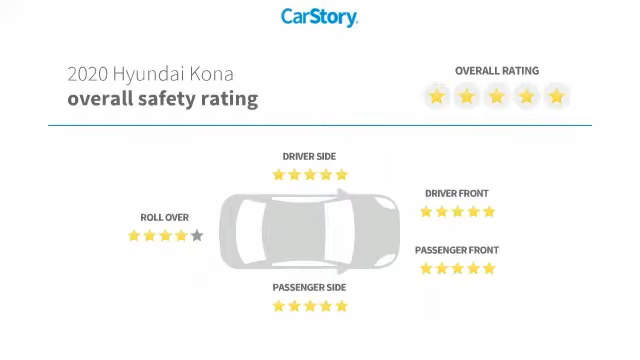 CarStory
2020 Hyundai Kona
overall safety rating
OVERALL RATING
DRIVER SIDE
DRIVER FRONT
ROLL OVER
PASSENGER FRONT
PASSENGER SIDE